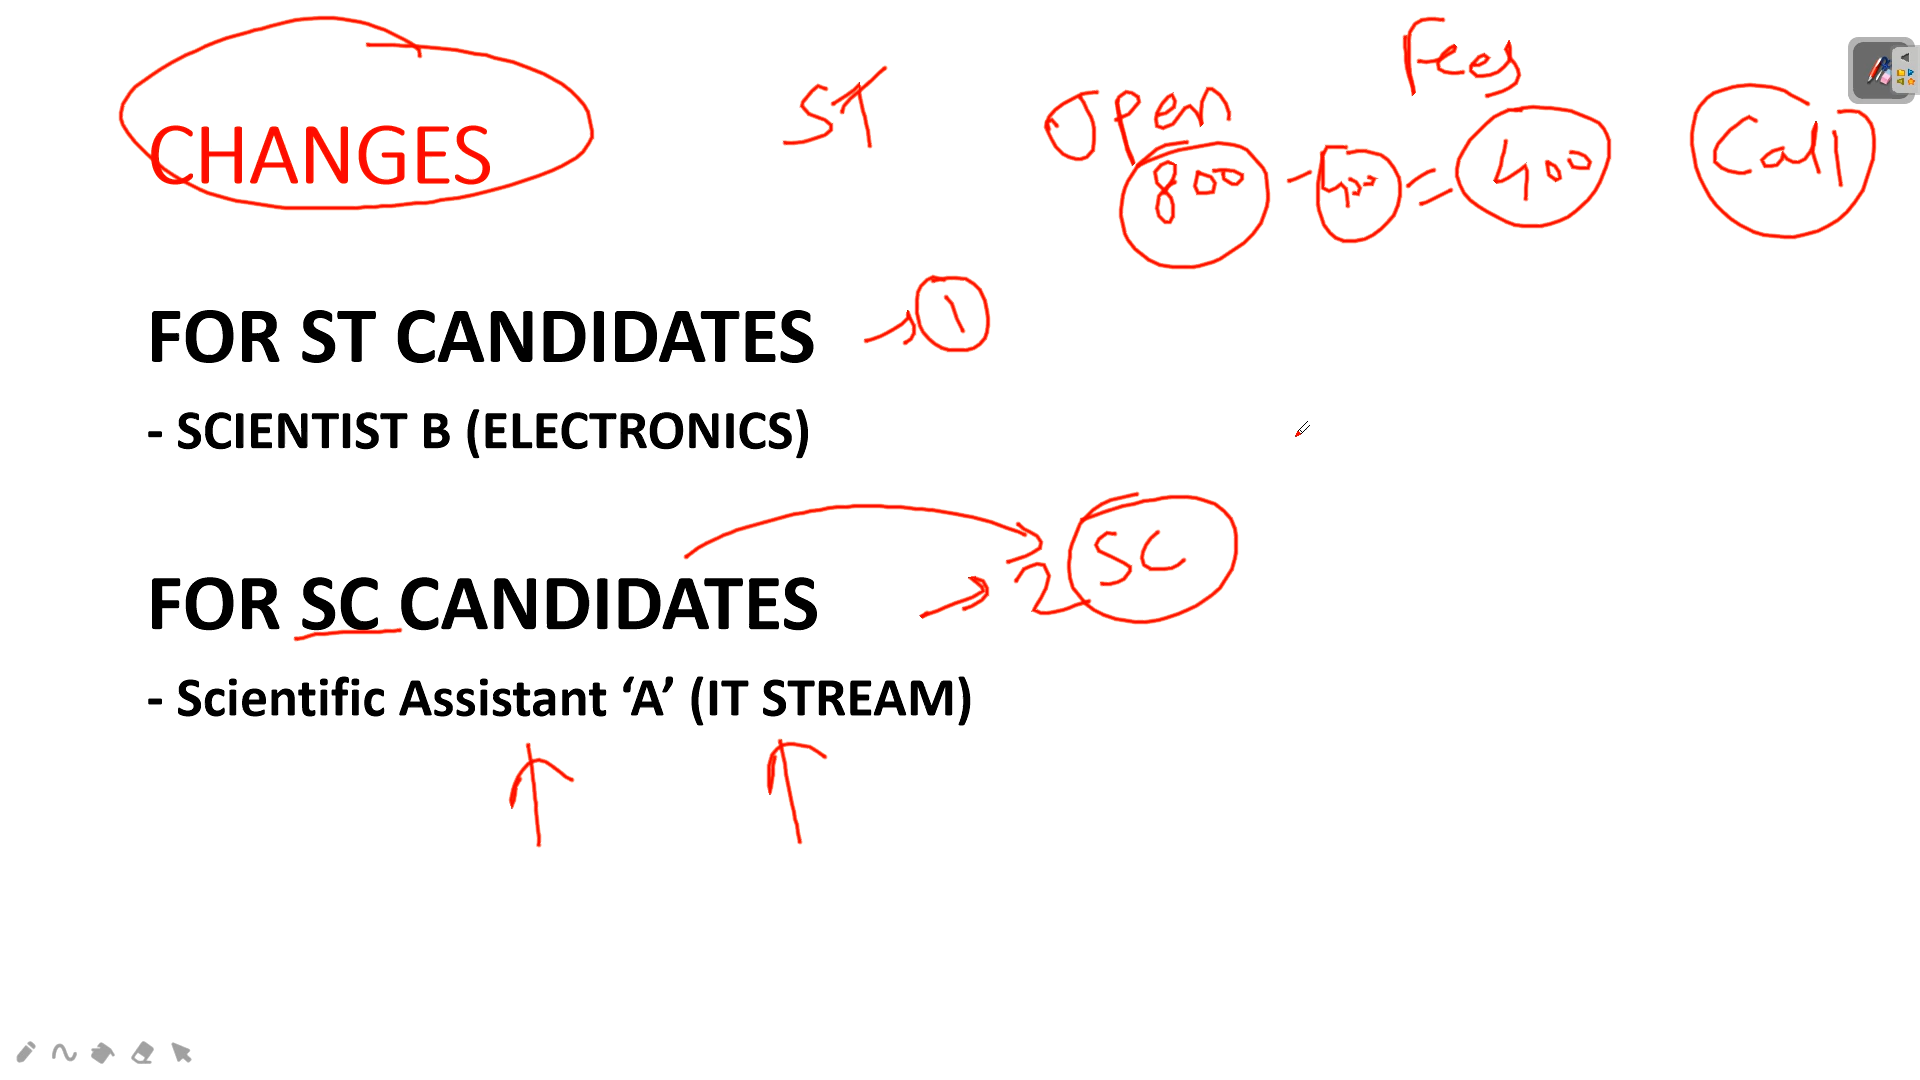 Fees
ST Open Call
CHANGES 800 - 400 = 400
FOR ST CANDIDATES 1
- SCIENTIST B (ELECTRONICS)
2 SC
FOR SC CANDIDATES
- Scientific Assistant ‘A’ (IT STREAM)